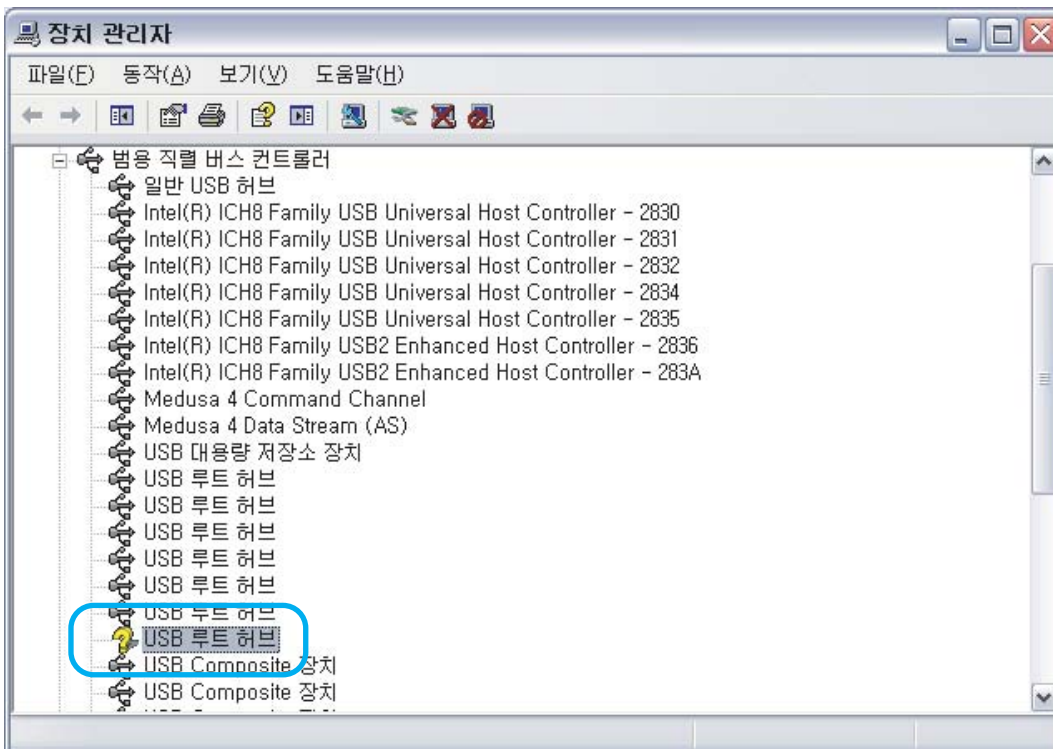 장치 관리자
파일(F) 동작(A) 보기(V) 도움말(H)
범용 직렬 버스 컨트롤러
일반 USB 허브
Intel(R) ICH8 Family USB Universal Host Controller - 2830
Intel(R) ICH8 Family USB Universal Host Controller - 2831
Intel(R) ICH8 Family USB Universal Host Controller - 2832
Intel(R) ICH8 Family USB Universal Host Controller - 2834
Intel(R) ICH8 Family USB Universal Host Controller - 2835
Intel(R) ICH8 Family USB2 Enhanced Host Controller - 2836
Intel(R) ICH8 Family USB2 Enhanced Host Controller - 283A
Medusa 4 Command Channel
Medusa 4 Data Stream (AS)
USB 대용량 저장소 장치
USB 루트 허브
USB 루트 허브
USB 루트 허브
USB 루트 허브
USB 루트 허브
USB 루트 허브
USB 루트 허브
USB Composite 장치
USB Composite 장치